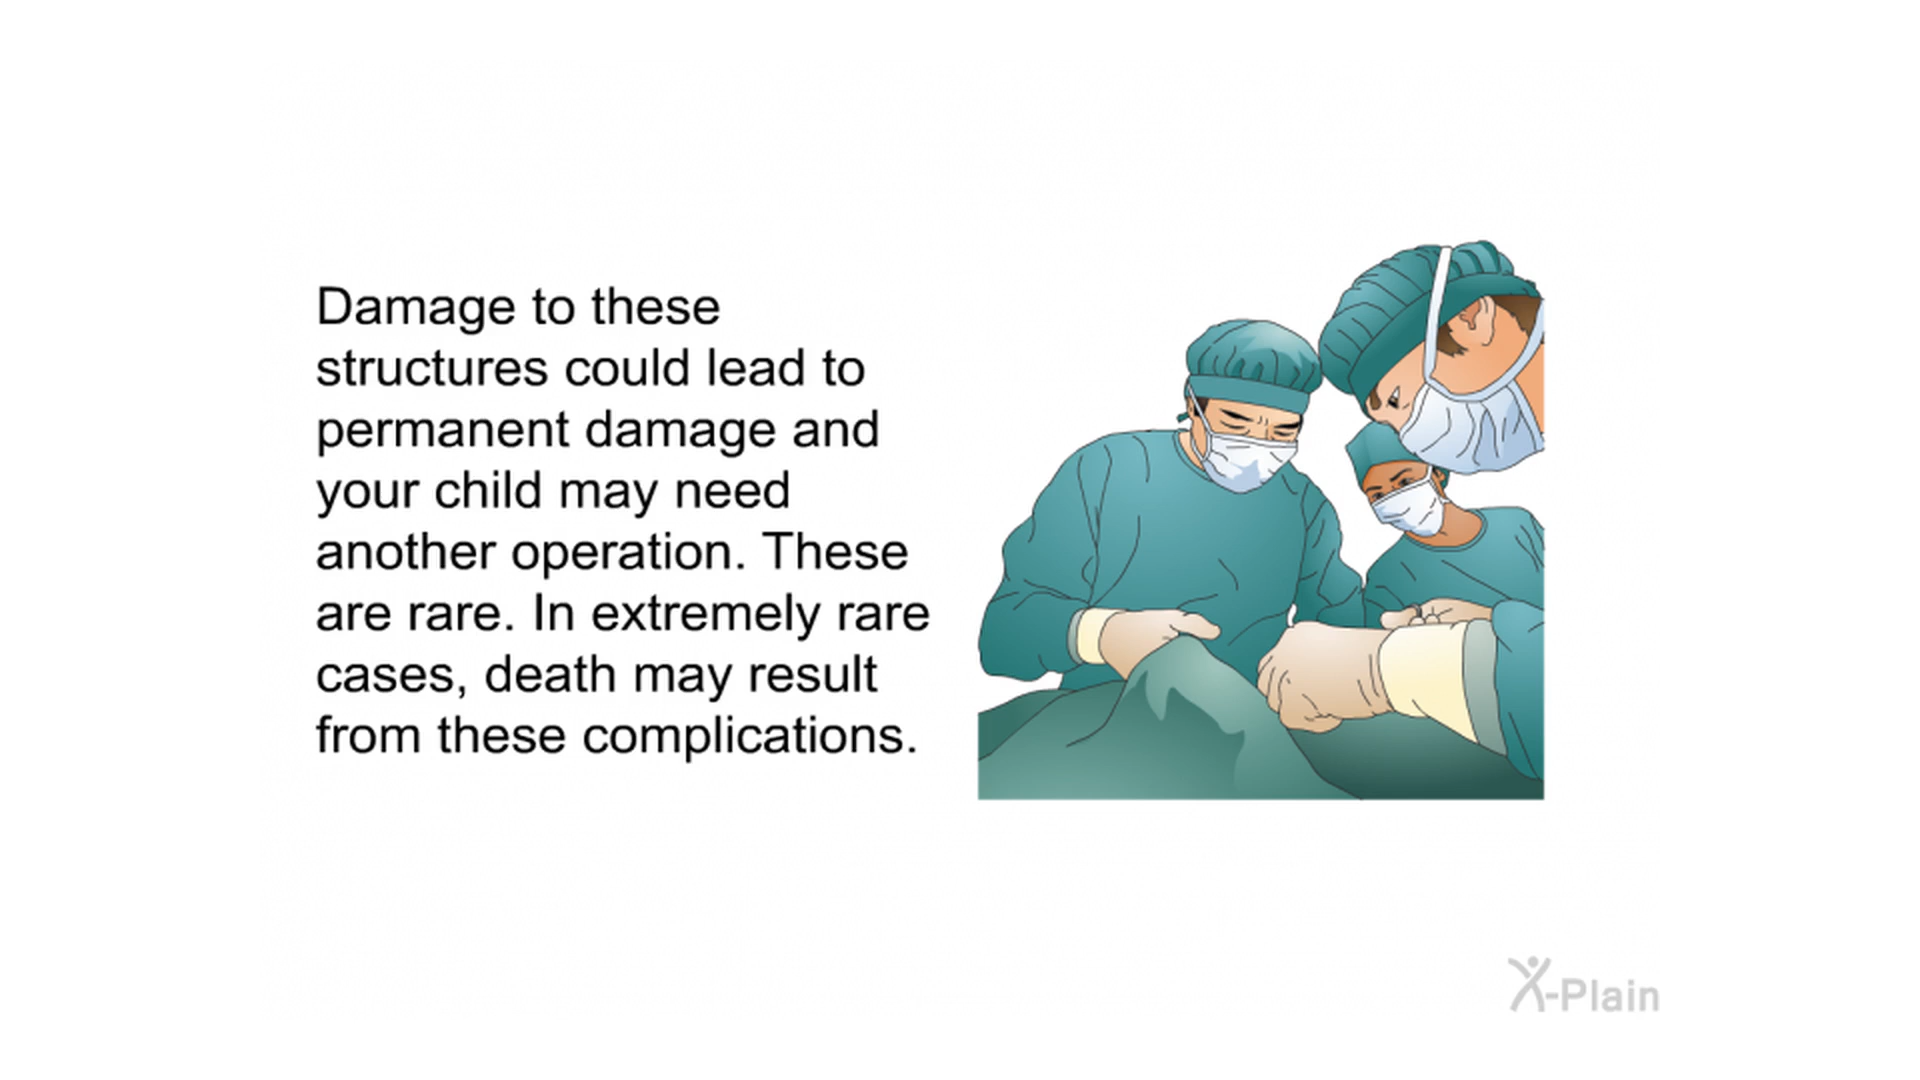 Damage to these
structures could lead to
permanent damage and
your child may need
another operation. These
are rare. In extremely rare
cases, death may result
from these complications.
X-Plain